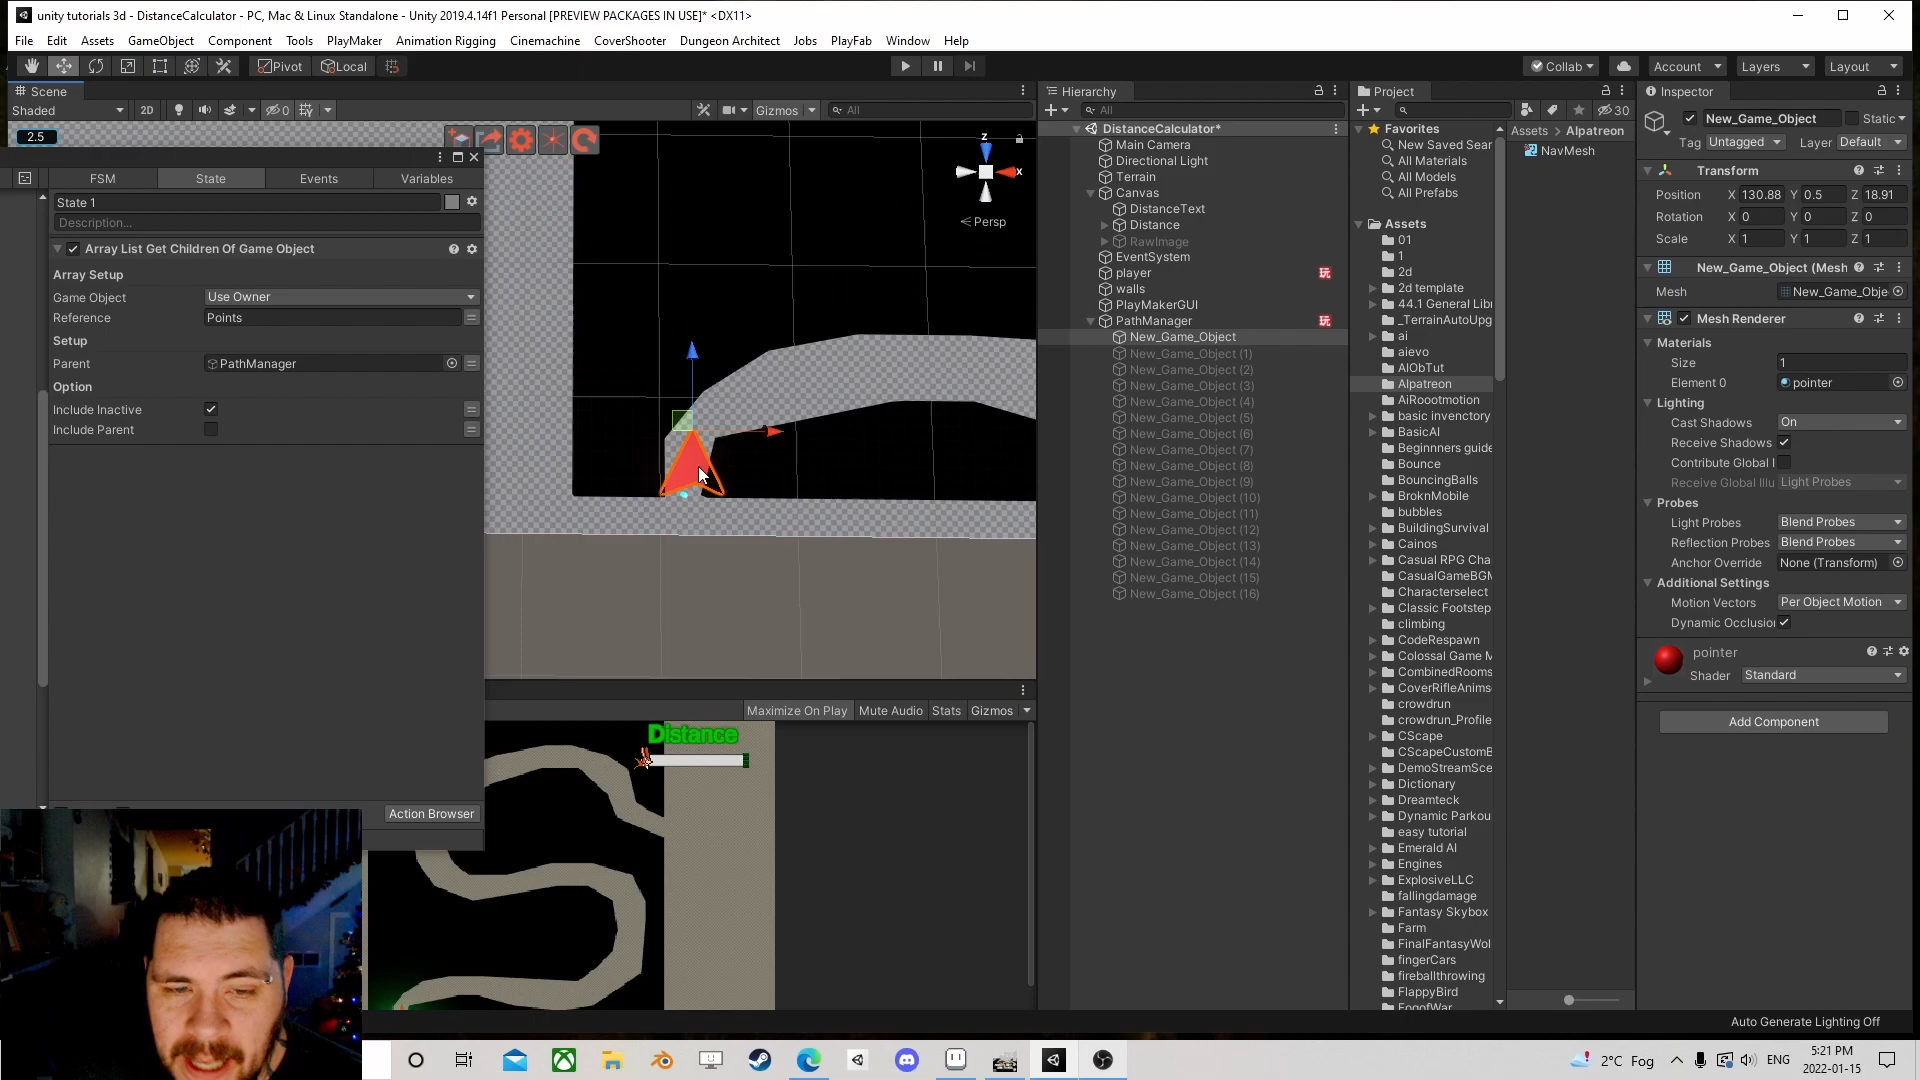 unity tutorials 3d - DistanceCalculator - PC, Mac & Linux Standalone - Unity 2019.4.14f1 Personal [PREVIEW PACKAGES IN USE]* <DX11>
File Edit Assets GameObject Component Tools PlayMaker Animation Rigging Cinemachine CoverShooter Dungeon Architect Jobs PlayFab Window Help
Pivot Local Collab Account Layers Layout
Scene
Shaded 2D 0 Gizmos All
2.5
FSM State Events Variables
State 1
Description...
Array List Get Children Of Game Object
Array Setup
Game Object Use Owner
Reference Points
Setup
Parent PathManager
Option
Include Inactive
Include Parent
Action Browser
z
x
Persp
Maximize On Play Mute Audio Stats Gizmos
Distance
Hierarchy
All
DistanceCalculator*
Main Camera
Directional Light
Terrain
Canvas
DistanceText
Distance
RawImage
EventSystem
player
玩
walls
PlayMakerGUI
PathManager
玩
New_Game_Object
New_Game_Object (1)
New_Game_Object (2)
New_Game_Object (3)
New_Game_Object (4)
New_Game_Object (5)
New_Game_Object (6)
New_Game_Object (7)
New_Game_Object (8)
New_Game_Object (9)
New_Game_Object (10)
New_Game_Object (11)
New_Game_Object (12)
New_Game_Object (13)
New_Game_Object (14)
New_Game_Object (15)
New_Game_Object (16)
Project
30
Favorites
New Saved Sear
All Materials
All Models
All Prefabs
Assets
01
1
2d
2d template
44.1 General Libr
_TerrainAutoUpg
ai
aievo
AIObTut
AIpatreon
AiRoootmotion
basic invenctory
BasicAI
Beginnners guide
Bounce
BouncingBalls
BroknMobile
bubbles
BuildingSurvival
Cainos
Casual RPG Cha
CasualGameBGM
Characterselect
Classic Footstep
climbing
CodeRespawn
Colossal Game M
CombinedRooms
CoverRifleAnims
crowdrun
crowdrun_Profile
CScape
CScapeCustomB
DemoStreamSce
Dictionary
Dreamteck
Dynamic Parkou
easy tutorial
Emerald AI
Engines
ExplosiveLLC
fallingdamage
Fantasy Skybox
Farm
FinalFantasyWol
fingerCars
fireballthrowing
FlappyBird
FogofWar
Assets > AIpatreon
NavMesh
Inspector
New_Game_Object Static
Tag Untagged Layer Default
Transform
Position X 130.88 Y 0.5 Z 18.91
Rotation X 0 Y 0 Z 0
Scale X 1 Y 1 Z 1
New_Game_Object (Mesh
Mesh New_Game_Obje
Mesh Renderer
Materials
Size 1
Element 0 pointer
Lighting
Cast Shadows On
Receive Shadows
Contribute Global I
Receive Global Illu Light Probes
Probes
Light Probes Blend Probes
Reflection Probes Blend Probes
Anchor Override None (Transform)
Additional Settings
Motion Vectors Per Object Motion
Dynamic Occlusion
pointer
Shader Standard
Add Component
Auto Generate Lighting Off
2°C Fog ENG
5:21 PM
2022-01-15